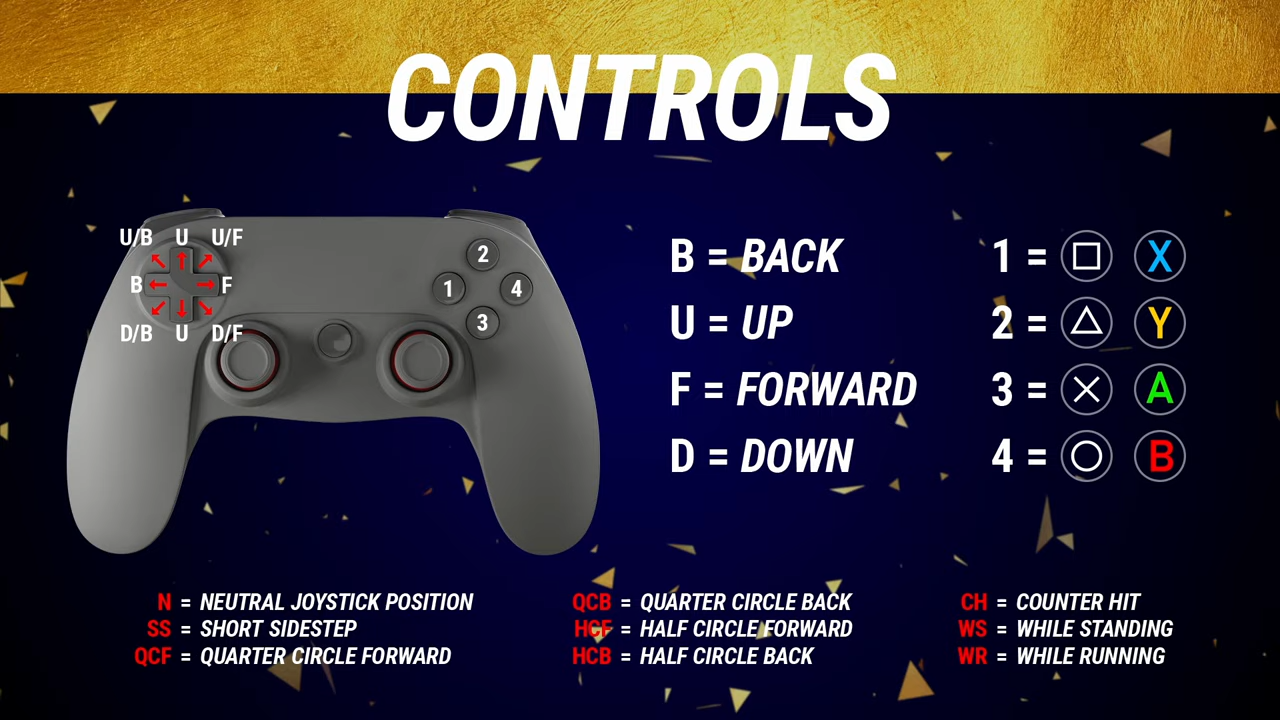 CONTROLS
U/B U U/F
B F
D/B U D/F
2
1 4
3
B = BACK
U = UP
F = FORWARD
D = DOWN
1 = □ X
2 = △ Y
3 = ✕ A
4 = ○ B
N = NEUTRAL JOYSTICK POSITION
SS = SHORT SIDESTEP
QCF = QUARTER CIRCLE FORWARD
QCB = QUARTER CIRCLE BACK
HCF = HALF CIRCLE FORWARD
HCB = HALF CIRCLE BACK
CH = COUNTER HIT
WS = WHILE STANDING
WR = WHILE RUNNING